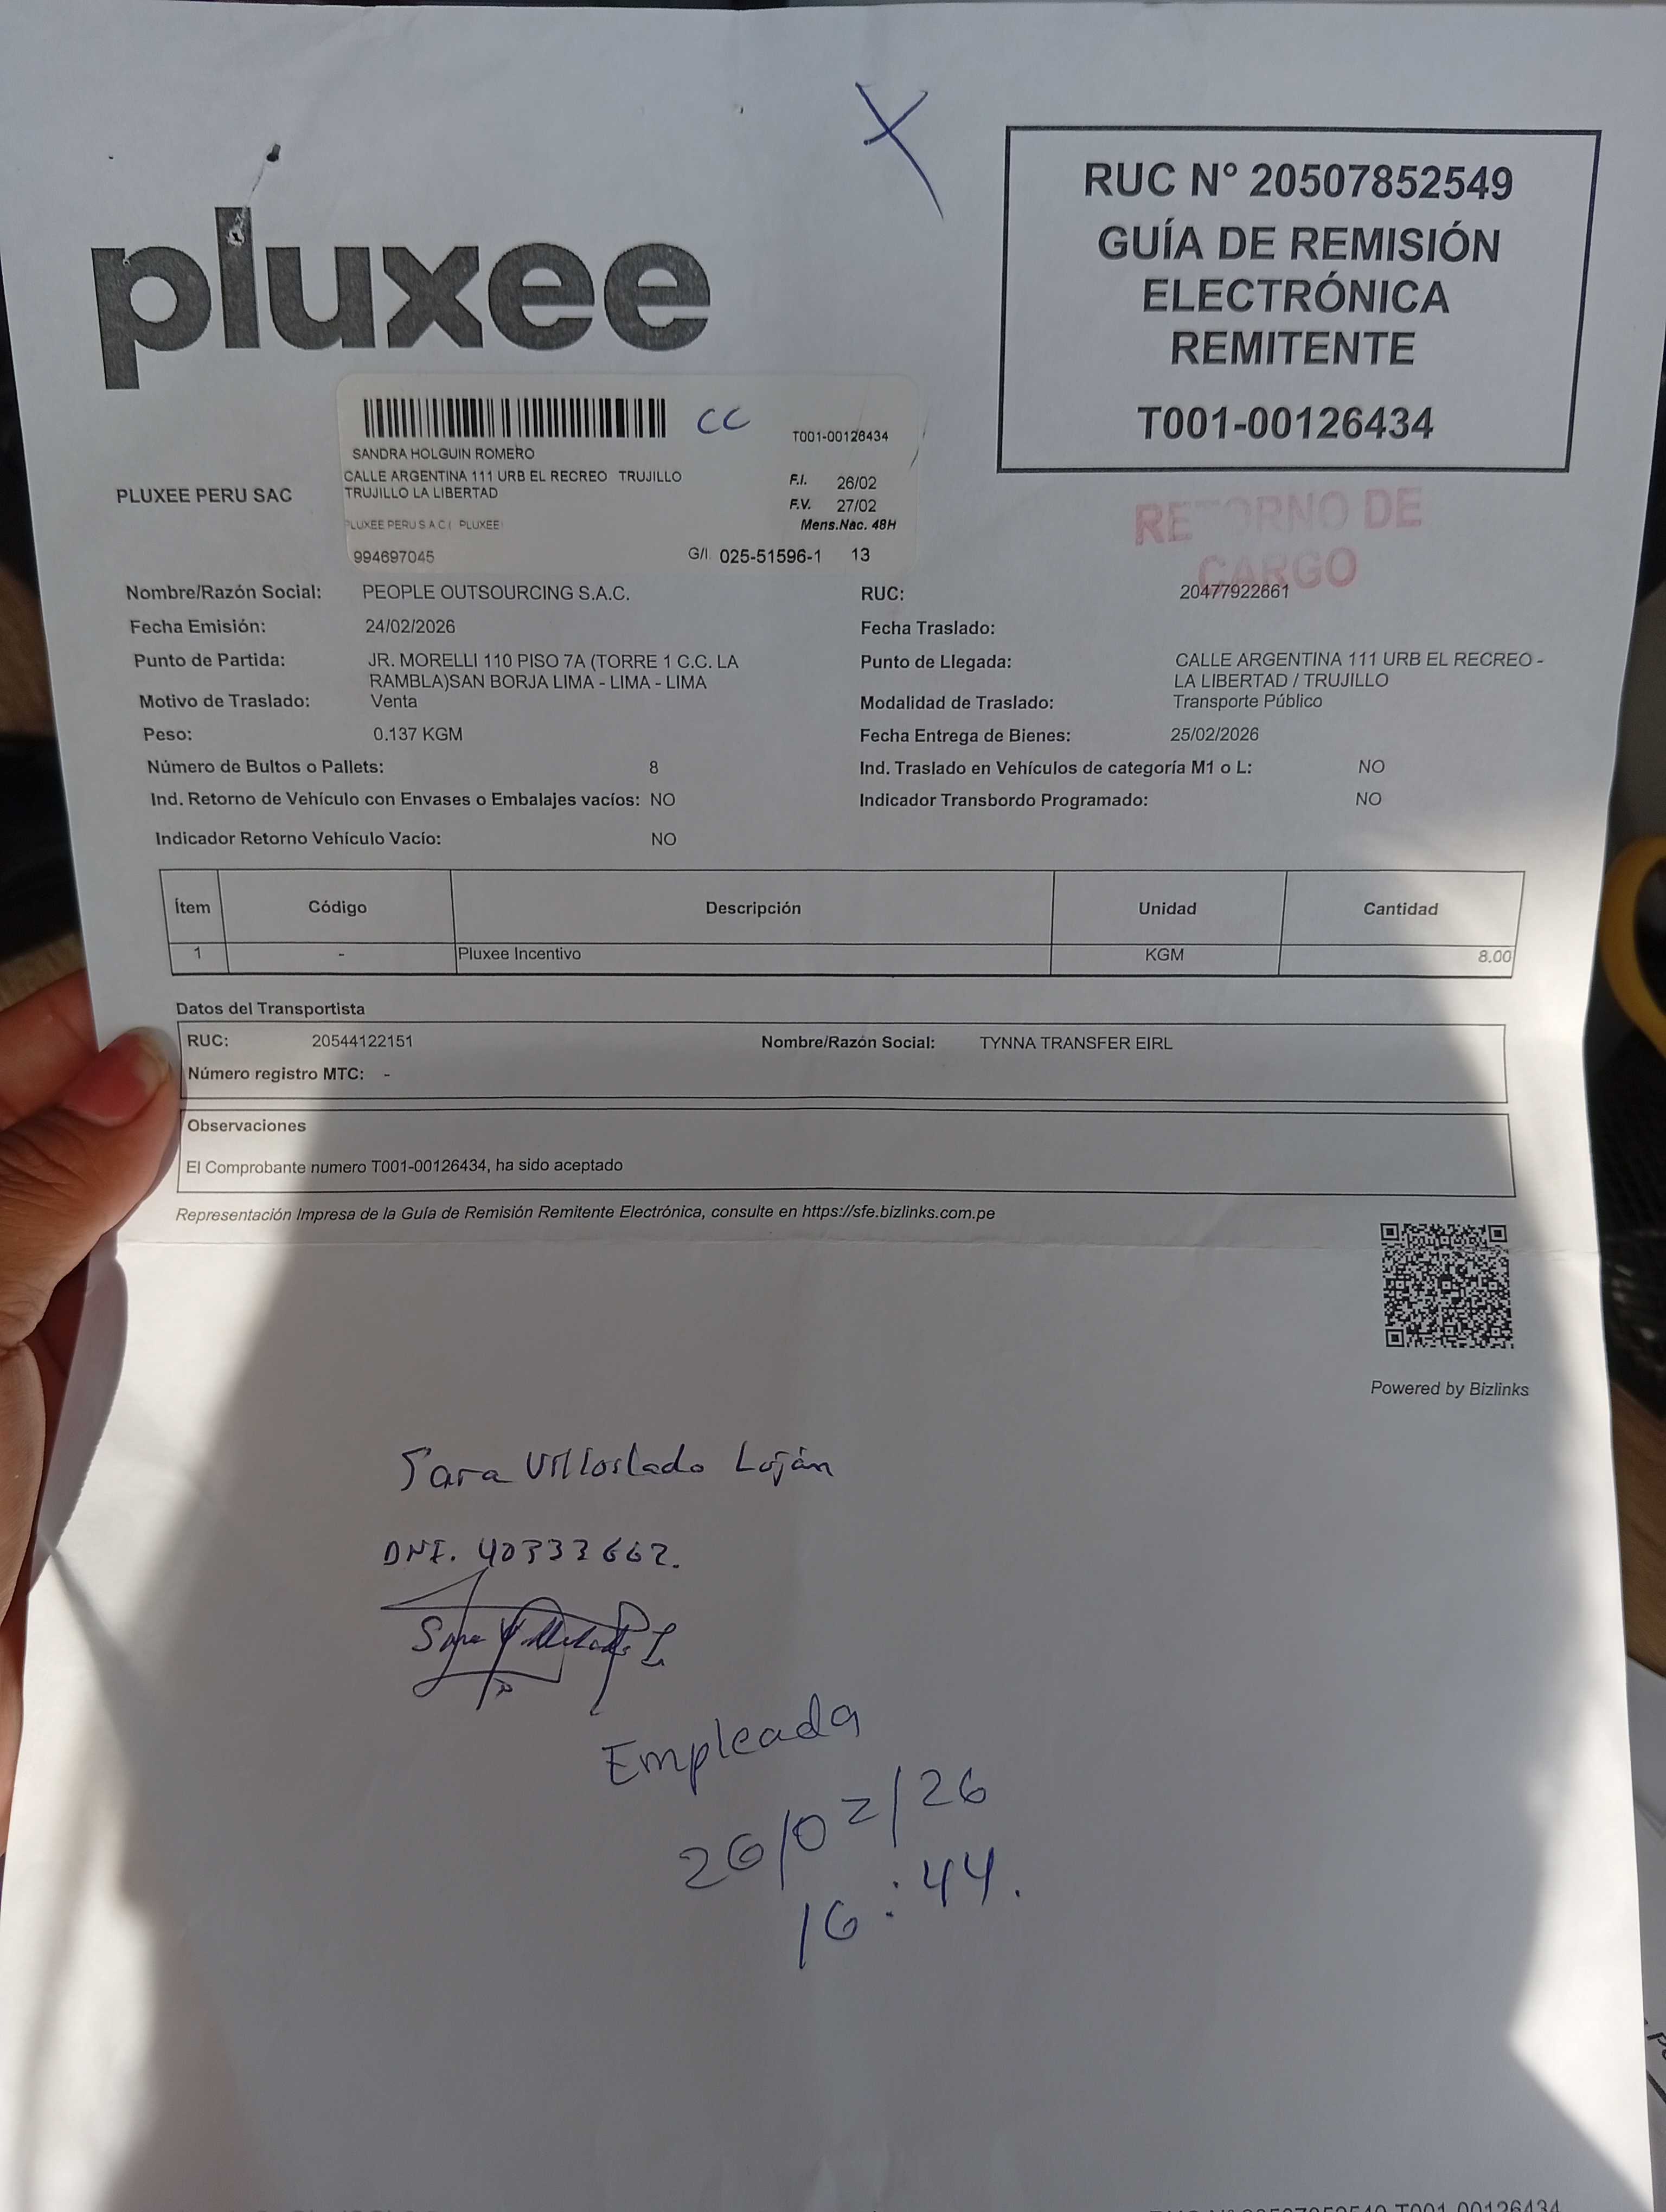 pluxee
RUC N° 20507852549
GUÍA DE REMISIÓN
ELECTRÓNICA
REMITENTE
T001-00126434
CC
T001-00126434
SANDRA HOLGUIN ROMERO
CALLE ARGENTINA 111 URB EL RECREO TRUJILLO
TRUJILLO LA LIBERTAD
F.I. 26/02
F.V. 27/02
PLUXEE PERU S A C ( PLUXEE)
Mens.Nac. 48H
994697045
G/I. 025-51596-1 13
PLUXEE PERU SAC
RETORNO DE
CARGO
Nombre/Razón Social: PEOPLE OUTSOURCING S.A.C. RUC: 20477922661
Fecha Emisión: 24/02/2026 Fecha Traslado:
Punto de Partida: JR. MORELLI 110 PISO 7A (TORRE 1 C.C. LA Punto de Llegada: CALLE ARGENTINA 111 URB EL RECREO -
RAMBLA)SAN BORJA LIMA - LIMA - LIMA LA LIBERTAD / TRUJILLO
Motivo de Traslado: Venta Modalidad de Traslado: Transporte Público
Peso: 0.137 KGM Fecha Entrega de Bienes: 25/02/2026
Número de Bultos o Pallets: 8 Ind. Traslado en Vehículos de categoría M1 o L: NO
Ind. Retorno de Vehículo con Envases o Embalajes vacíos: NO Indicador Transbordo Programado: NO
Indicador Retorno Vehículo Vacío: NO
Ítem Código Descripción Unidad Cantidad
1 - Pluxee Incentivo KGM 8.00
Datos del Transportista
RUC: 20544122151 Nombre/Razón Social: TYNNA TRANSFER EIRL
Número registro MTC: -
Observaciones
El Comprobante numero T001-00126434, ha sido aceptado
Representación Impresa de la Guía de Remisión Remitente Electrónica, consulte en https://sfe.bizlinks.com.pe
Powered by Bizlinks
Sara Villoslado Luján
DNI. 40333662.
Empleada
26/02/26
16:44.